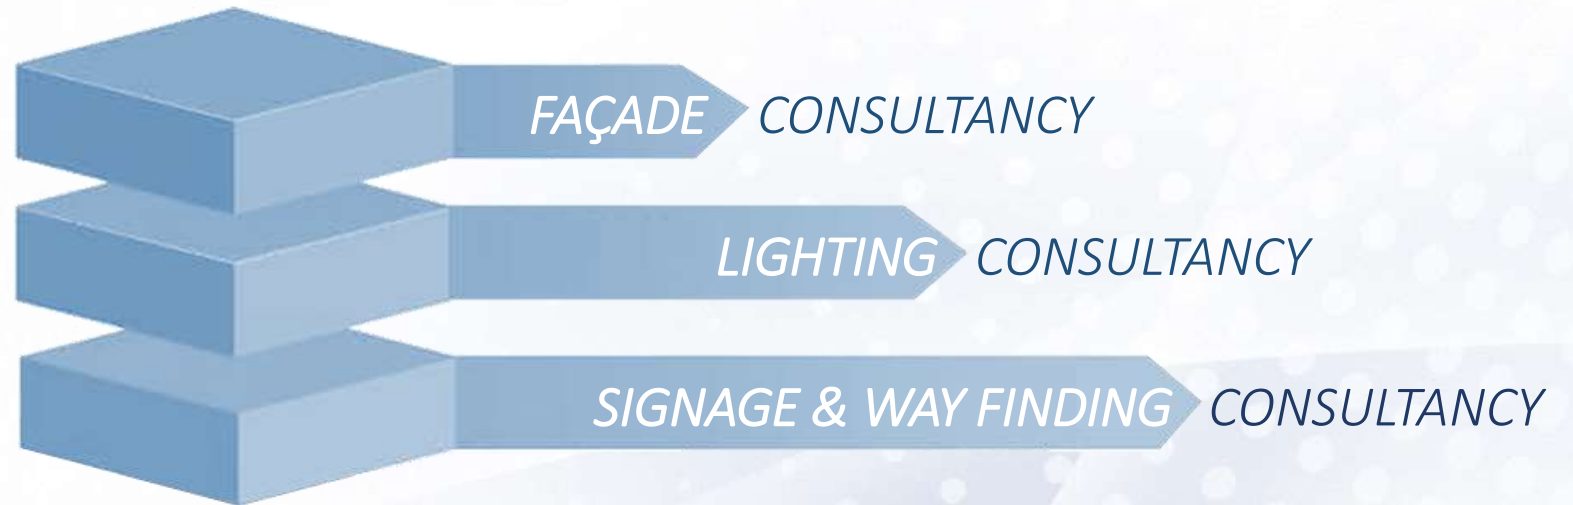 FAÇADE CONSULTANCY
LIGHTING CONSULTANCY
SIGNAGE & WAY FINDING CONSULTANCY